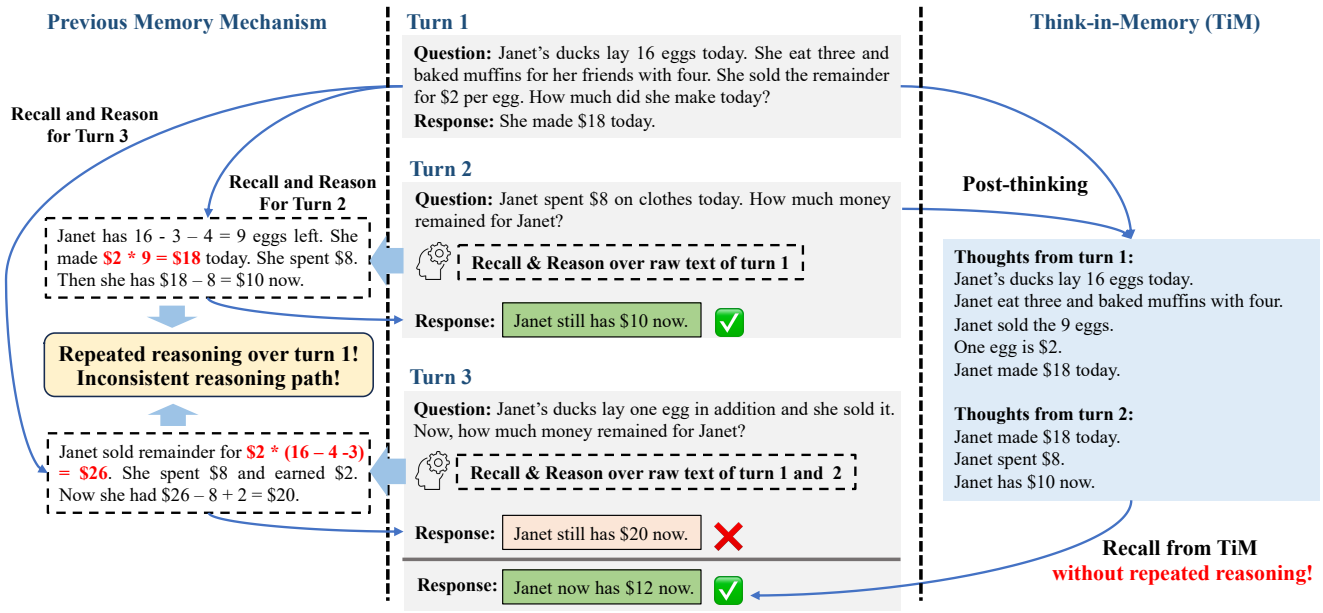 Previous Memory Mechanism
Recall and Reason
for Turn 3
Recall and Reason
For Turn 2
Janet has 16 - 3 – 4 = 9 eggs left. She
made $2 * 9 = $18 today. She spent $8.
Then she has $18 – 8 = $10 now.
Repeated reasoning over turn 1!
Inconsistent reasoning path!
Janet sold remainder for $2 * (16 – 4 -3)
= $26. She spent $8 and earned $2.
Now she had $26 – 8 + 2 = $20.
Turn 1
Question: Janet's ducks lay 16 eggs today. She eat three and
baked muffins for her friends with four. She sold the remainder
for $2 per egg. How much did she make today?
Response: She made $18 today.
Turn 2
Question: Janet spent $8 on clothes today. How much money
remained for Janet?
Recall & Reason over raw text of turn 1
Response: Janet still has $10 now.
Turn 3
Question: Janet's ducks lay one egg in addition and she sold it.
Now, how much money remained for Janet?
Recall & Reason over raw text of turn 1 and 2
Response: Janet still has $20 now.
Response: Janet now has $12 now.
Think-in-Memory (TiM)
Post-thinking
Thoughts from turn 1:
Janet's ducks lay 16 eggs today.
Janet eat three and baked muffins with four.
Janet sold the 9 eggs.
One egg is $2.
Janet made $18 today.
Thoughts from turn 2:
Janet made $18 today.
Janet spent $8.
Janet has $10 now.
Recall from TiM
without repeated reasoning!